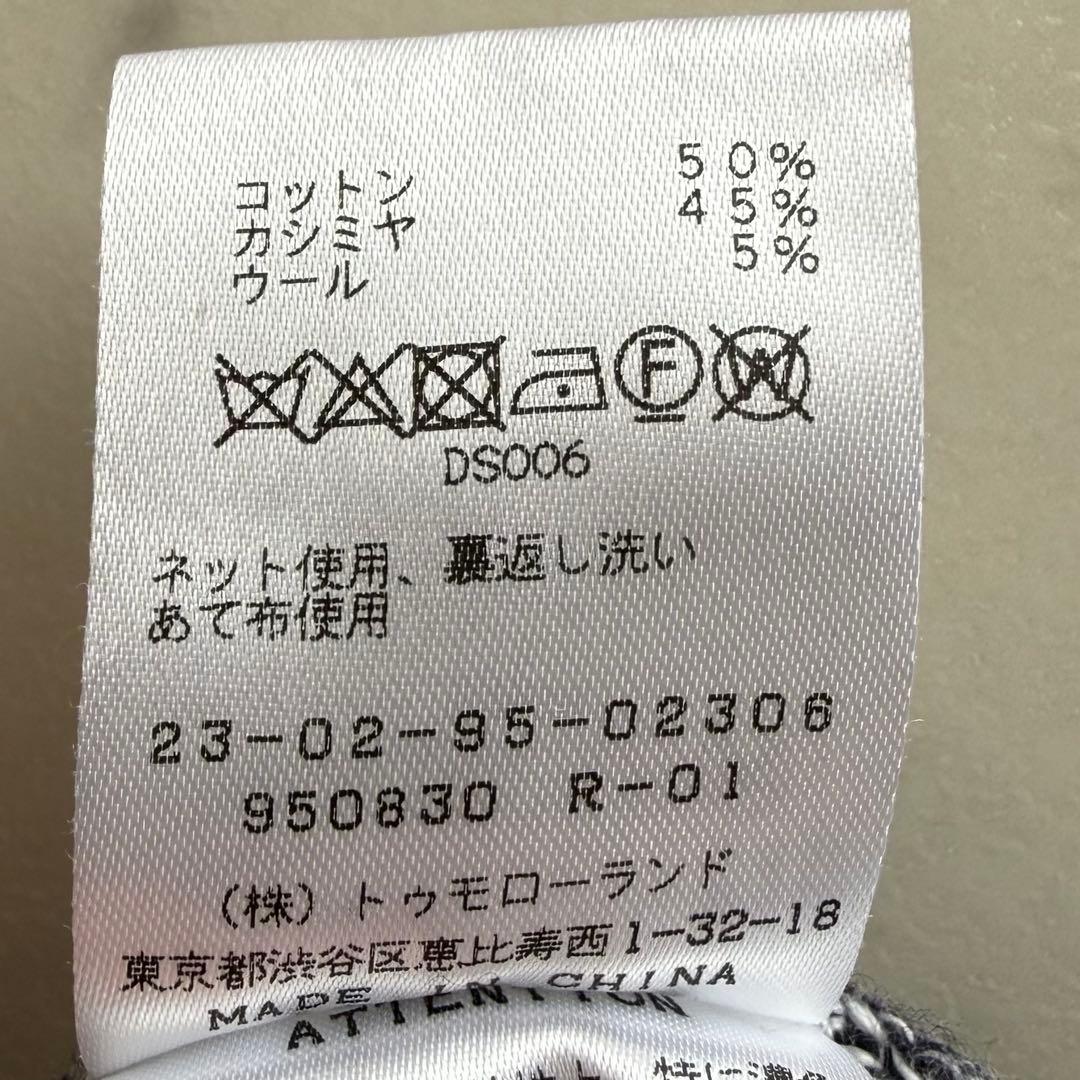 コットン 50%
カシミヤ 45%
ウール 5%
F
W
DS006
ネット使用、裏返し洗い
あて布使用
23-02-95-02306
950830 R-01
(株)トゥモローランド
東京都渋谷区恵比寿西1-32-18
MADE IN CHINA
ATTENTION